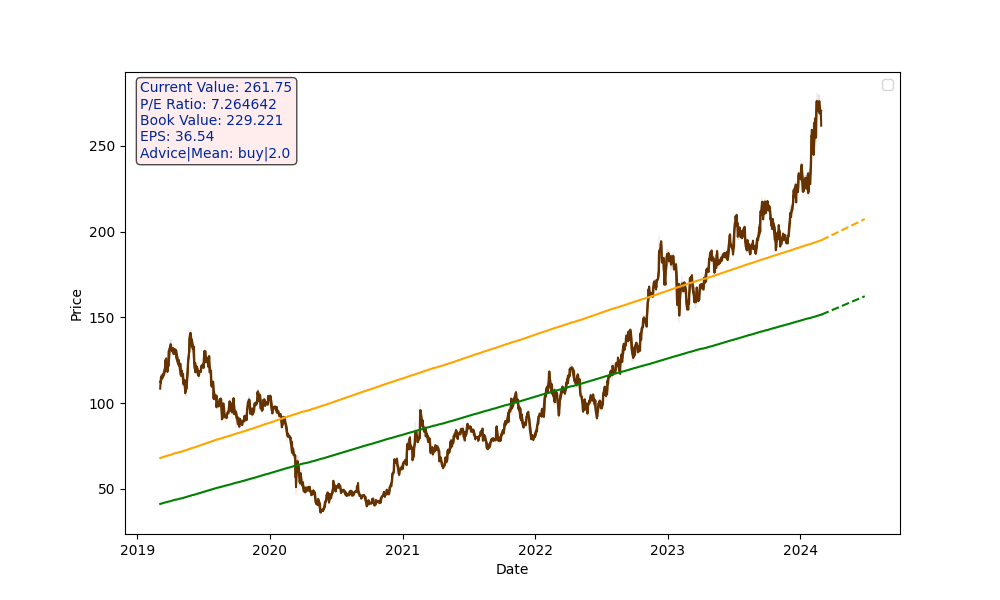 Current Value: 261.75
P/E Ratio: 7.264642
Book Value: 229.221
EPS: 36.54
Advice|Mean: buy|2.0
250
200
150
100
50
Price
2019 2020 2021 2022 2023 2024
Date